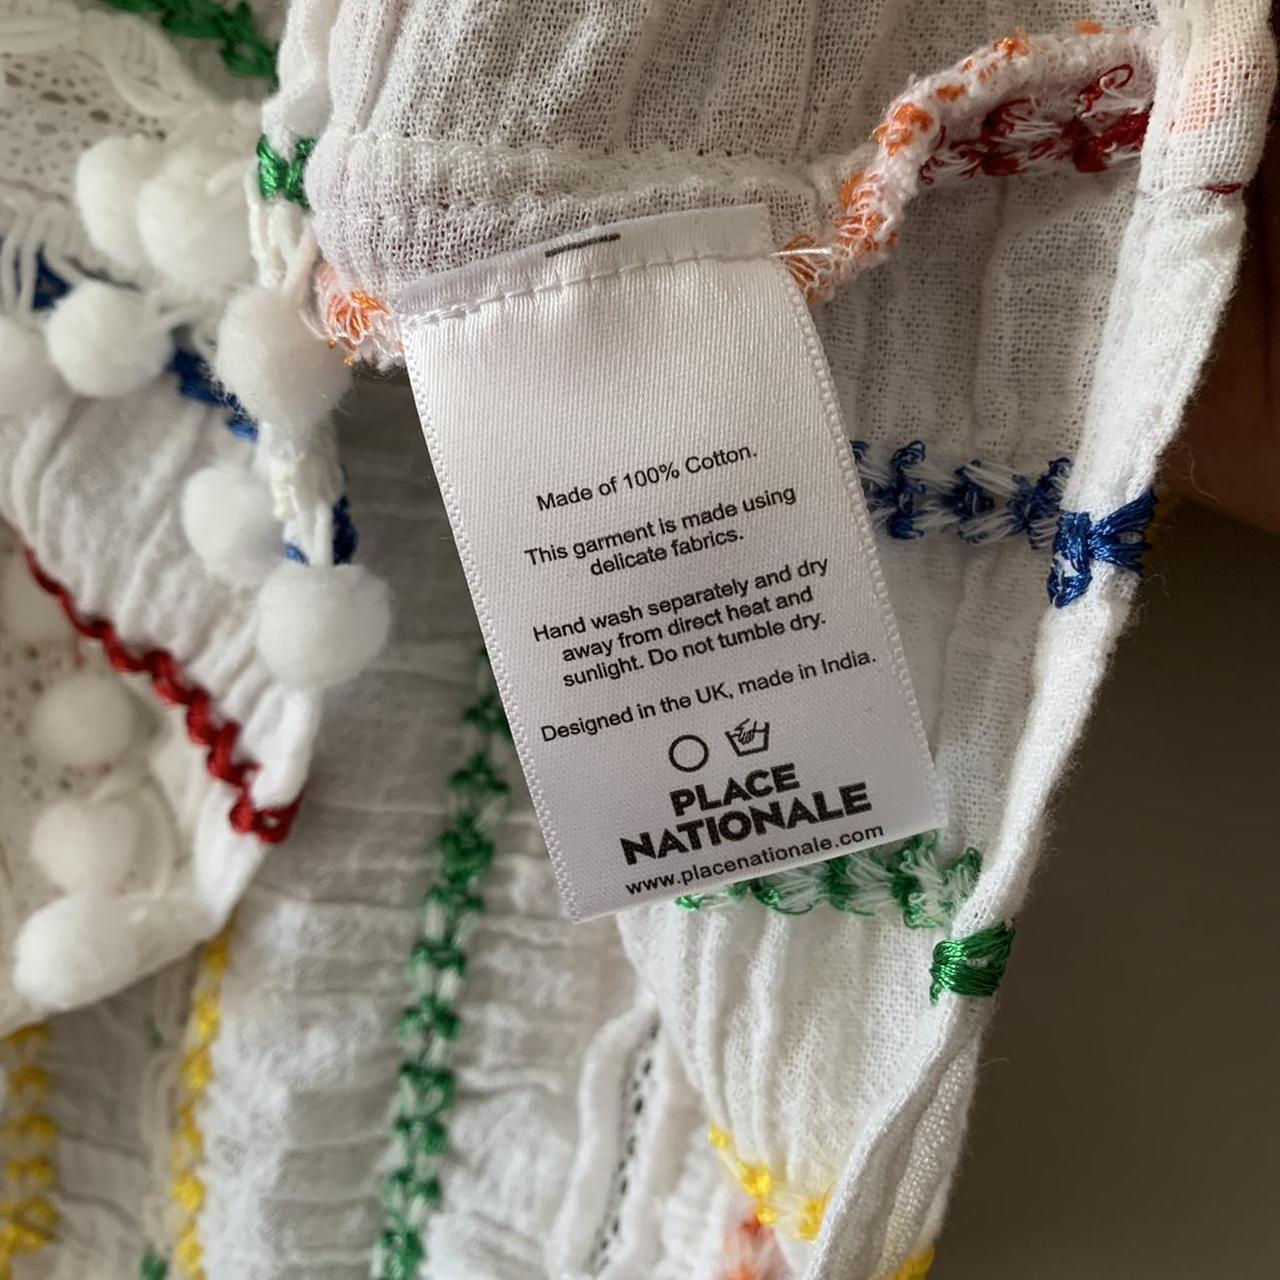 Made of 100% Cotton.
This garment is made using
delicate fabrics.
Hand wash separately and dry
away from direct heat and
sunlight. Do not tumble dry.
Designed in the UK, made in India.
PLACE
NATIONALE
www.placenationale.com